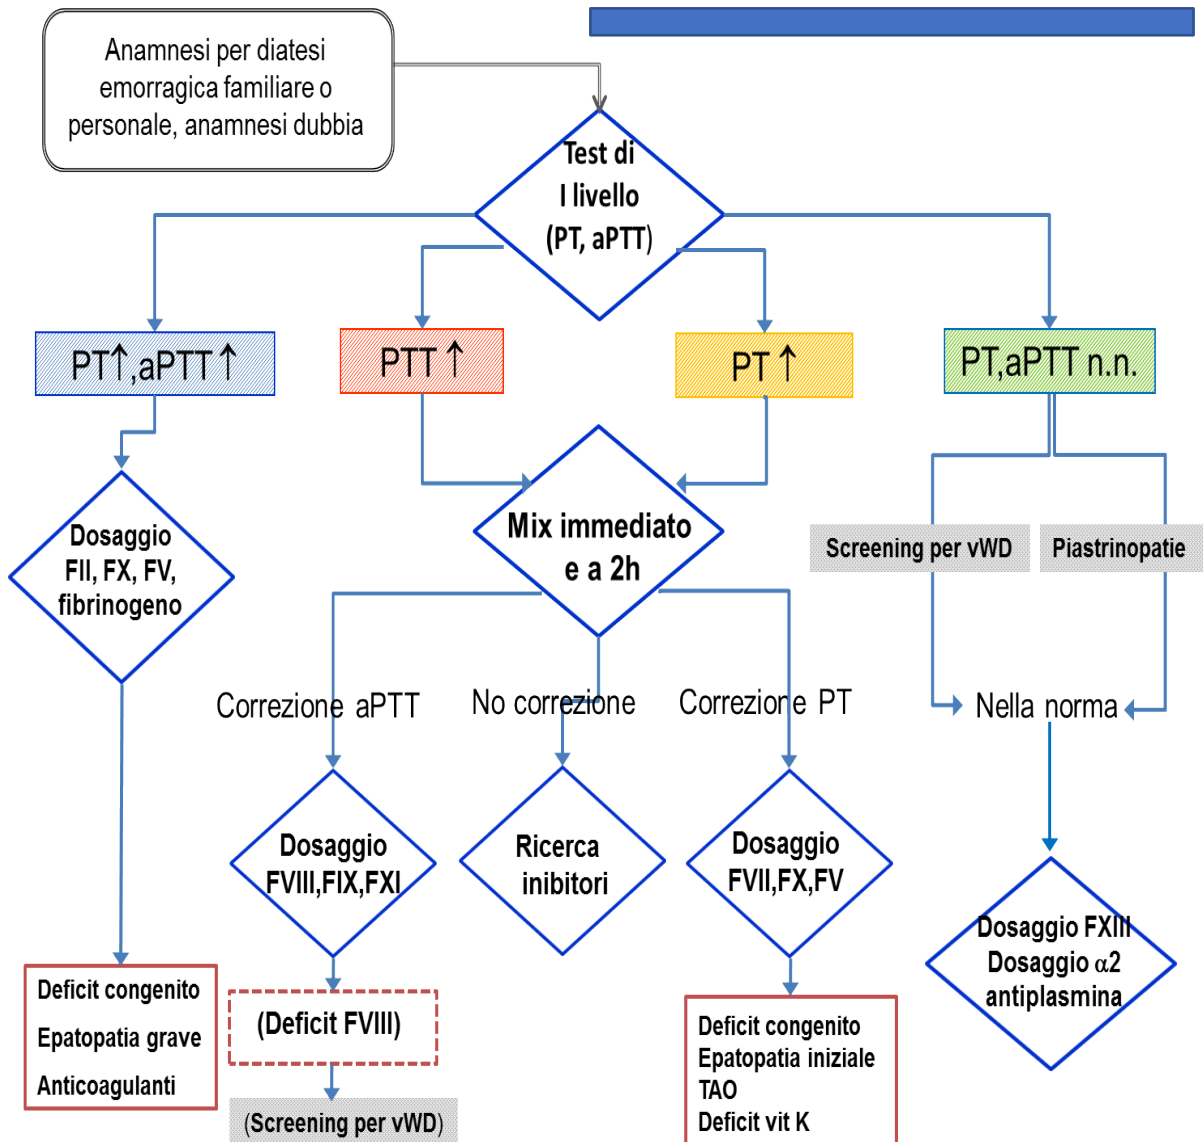 Anamnesi per diatesi
emorragica familiare o
personale, anamnesi dubbia
Test di
I livello
(PT, aPTT)
PT↑,aPTT ↑
PTT ↑
PT ↑
PT,aPTT n.n.
Dosaggio
FII, FX, FV,
fibrinogeno
Mix immediato
e a 2h
Screening per vWD
Piastrinopatie
Correzione aPTT
No correzione
Correzione PT
Nella norma
Dosaggio
FVIII,FIX,FXI
Ricerca
inibitori
Dosaggio
FVII,FX,FV
Dosaggio FXIII
Dosaggio α2
antiplasmina
Deficit congenito
Epatopatia grave
Anticoagulanti
(Deficit FVIII)
(Screening per vWD)
Deficit congenito
Epatopatia iniziale
TAO
Deficit vit K